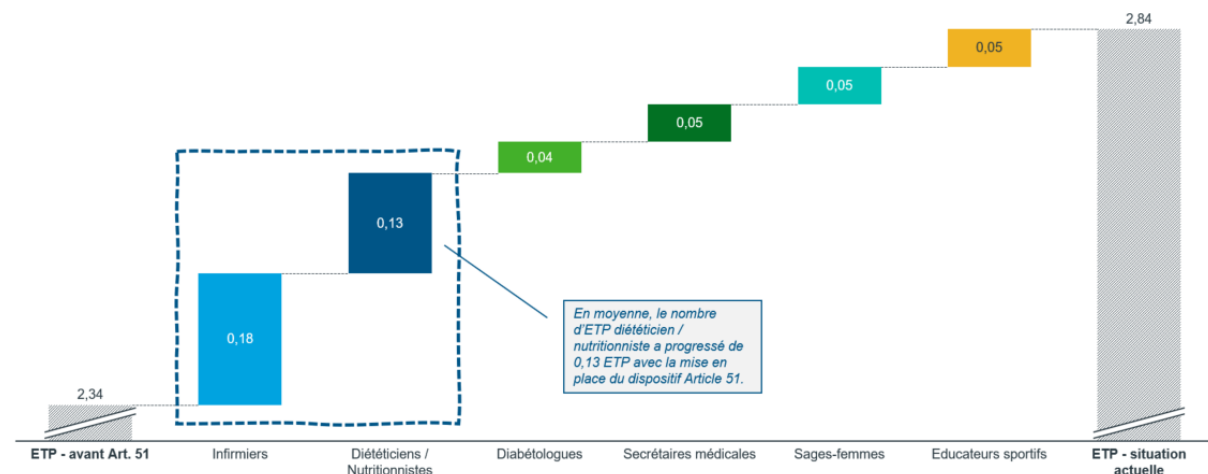 2,84
0,05
0,05
0,05
0,04
0,13
0,18
En moyenne, le nombre
d'ETP diététicien /
nutritionniste a progressé de
0,13 ETP avec la mise en
place du dispositif Article 51.
2,34
ETP - avant Art. 51
Infirmiers
Diététiciens /
Nutritionnistes
Diabétologues
Secrétaires médicales
Sages-femmes
Educateurs sportifs
ETP - situation
actuelle